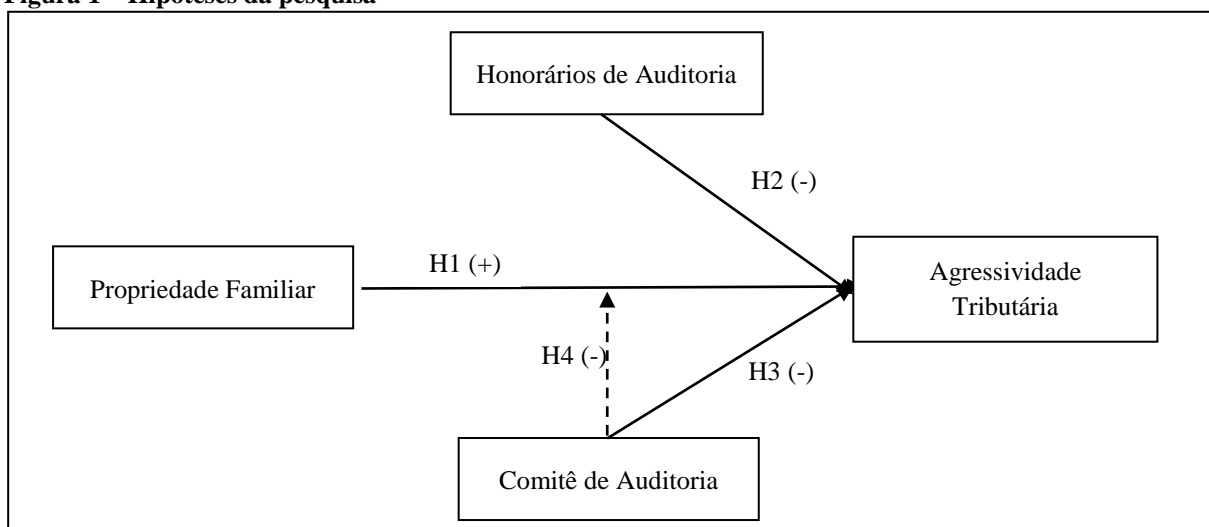 Figura 1 – Hipóteses da pesquisa
Honorários de Auditoria
H2 (-)
H1 (+)
Propriedade Familiar
Agressividade
Tributária
H4 (-)
H3 (-)
Comitê de Auditoria